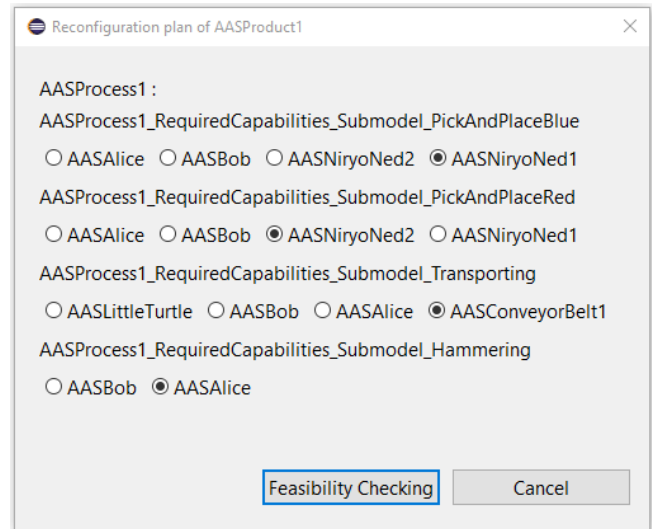 Reconfiguration plan of AASProduct1
AASProcess1 :
AASProcess1_RequiredCapabilities_Submodel_PickAndPlaceBlue
AASAlice AASBob AASNiryoNed2 AASNiryoNed1
AASProcess1_RequiredCapabilities_Submodel_PickAndPlaceRed
AASAlice AASBob AASNiryoNed2 AASNiryoNed1
AASProcess1_RequiredCapabilities_Submodel_Transporting
AASLittleTurtle AASBob AASAlice AASConveyorBelt1
AASProcess1_RequiredCapabilities_Submodel_Hammering
AASBob AASAlice
Feasibility Checking Cancel